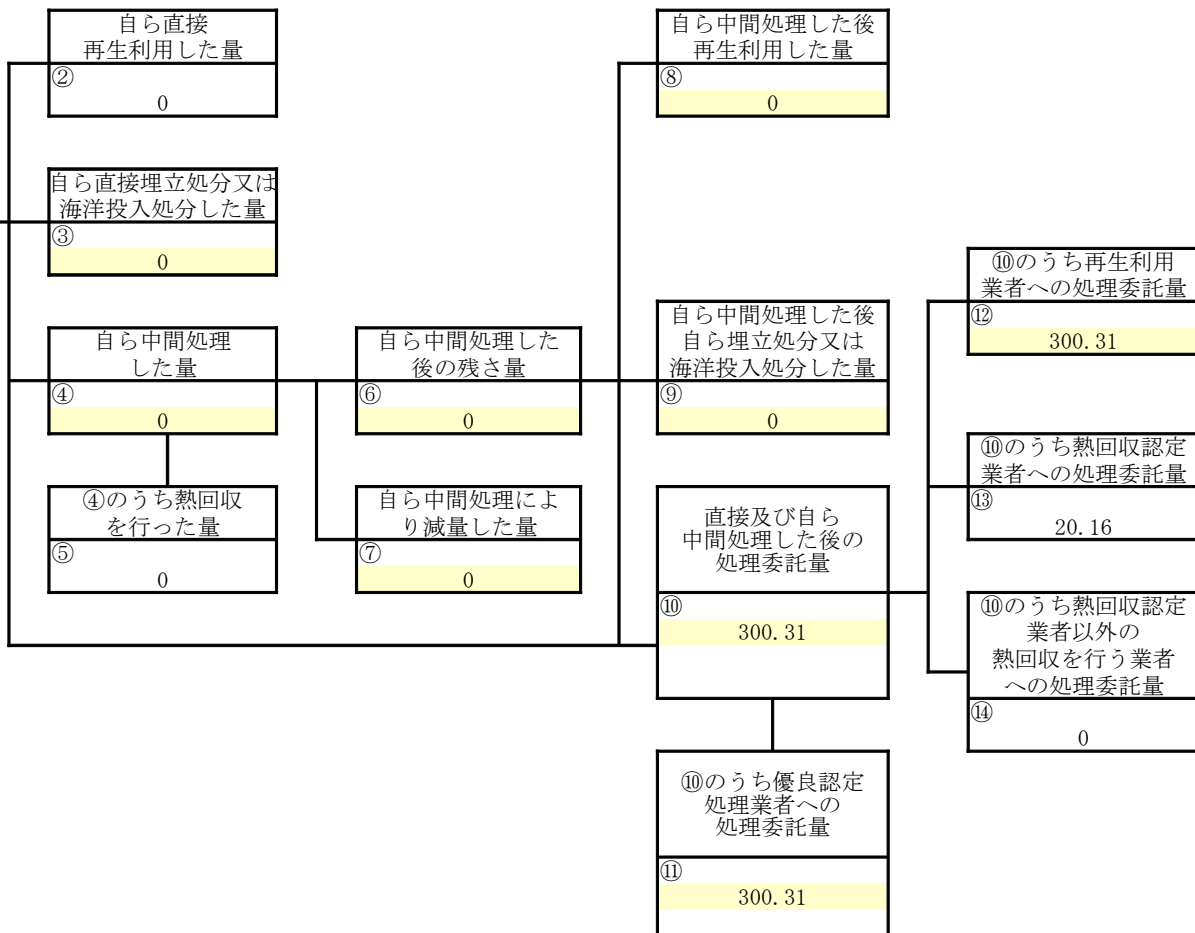 自ら直接
再生利用した量
②
0
自ら中間処理した後
再生利用した量
⑧
0
自ら直接埋立処分又は
海洋投入処分した量
③
0
⑩のうち再生利用
業者への処理委託量
⑫
300.31
自ら中間処理
した量
④
0
自ら中間処理した
後の残さ量
⑥
0
自ら中間処理した後
自ら埋立処分又は
海洋投入処分した量
⑨
0
⑩のうち熱回収認定
業者への処理委託量
⑬
20.16
④のうち熱回収
を行った量
⑤
0
自ら中間処理によ
り減量した量
⑦
0
直接及び自ら
中間処理した後の
処理委託量
⑩
300.31
⑩のうち熱回収認定
業者以外の
熱回収を行う業者
への処理委託量
⑭
0
⑩のうち優良認定
処理業者への
処理委託量
⑪
300.31